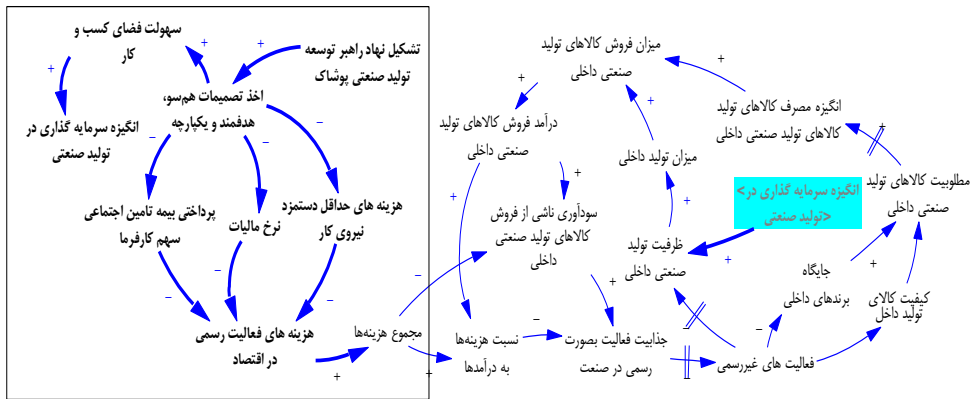 سهولت فضای کسب و
کار
تشکیل نهاد راهبر توسعه
تولید صنعتی پوشاک
اخذ تصمیمات هم‌سو،
هدفمند و یکپارچه
انگیزه سرمایه گذاری در
تولید صنعتی
پرداختی بیمه تامین اجتماعی
سهم کارفرما
نرخ مالیات
هزینه های حداقل دستمزد
نیروی کار
هزینه های فعالیت رسمی
در اقتصاد
مجموع هزینه‌ها
نسبت هزینه‌ها
به درآمدها
میزان فروش کالاهای تولید
صنعتی داخلی
درآمد فروش کالاهای تولید
صنعتی داخلی
سودآوری ناشی از فروش
کالاهای تولید صنعتی
داخلی
جذابیت فعالیت بصورت
رسمی در صنعت
میزان تولید داخلی
ظرفیت تولید
صنعتی داخلی
انگیزه مصرف کالاهای تولید
کالاهای تولید صنعتی داخلی
مطلوبیت کالاهای تولید
صنعتی داخلی
<انگیزه سرمایه گذاری در
تولید صنعتی>
جایگاه
برندهای داخلی
کیفیت کالای
تولید داخل
فعالیت های غیررسمی